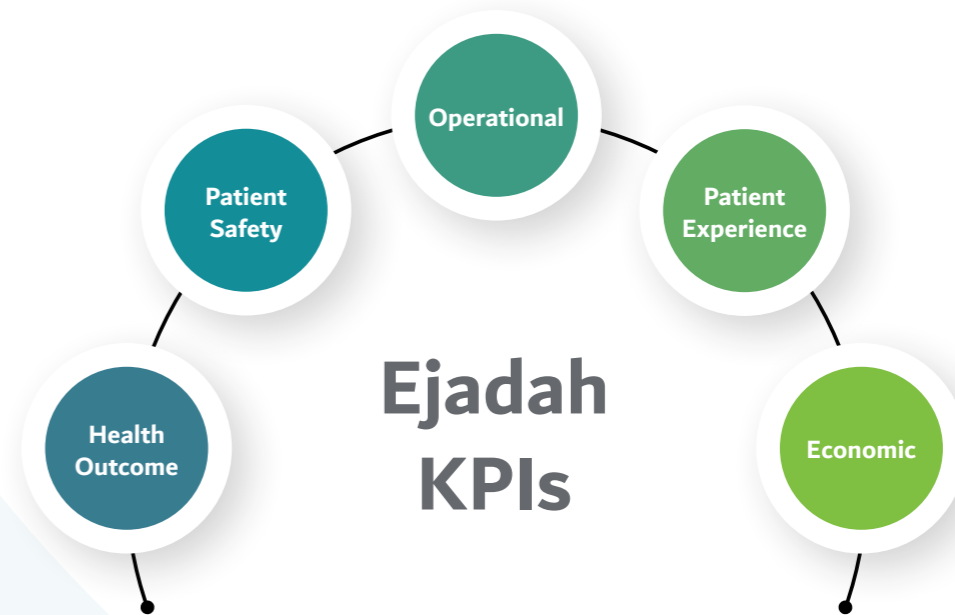 Operational
Patient
Safety
Patient
Experience
Ejadah
KPIs
Health
Outcome
Economic